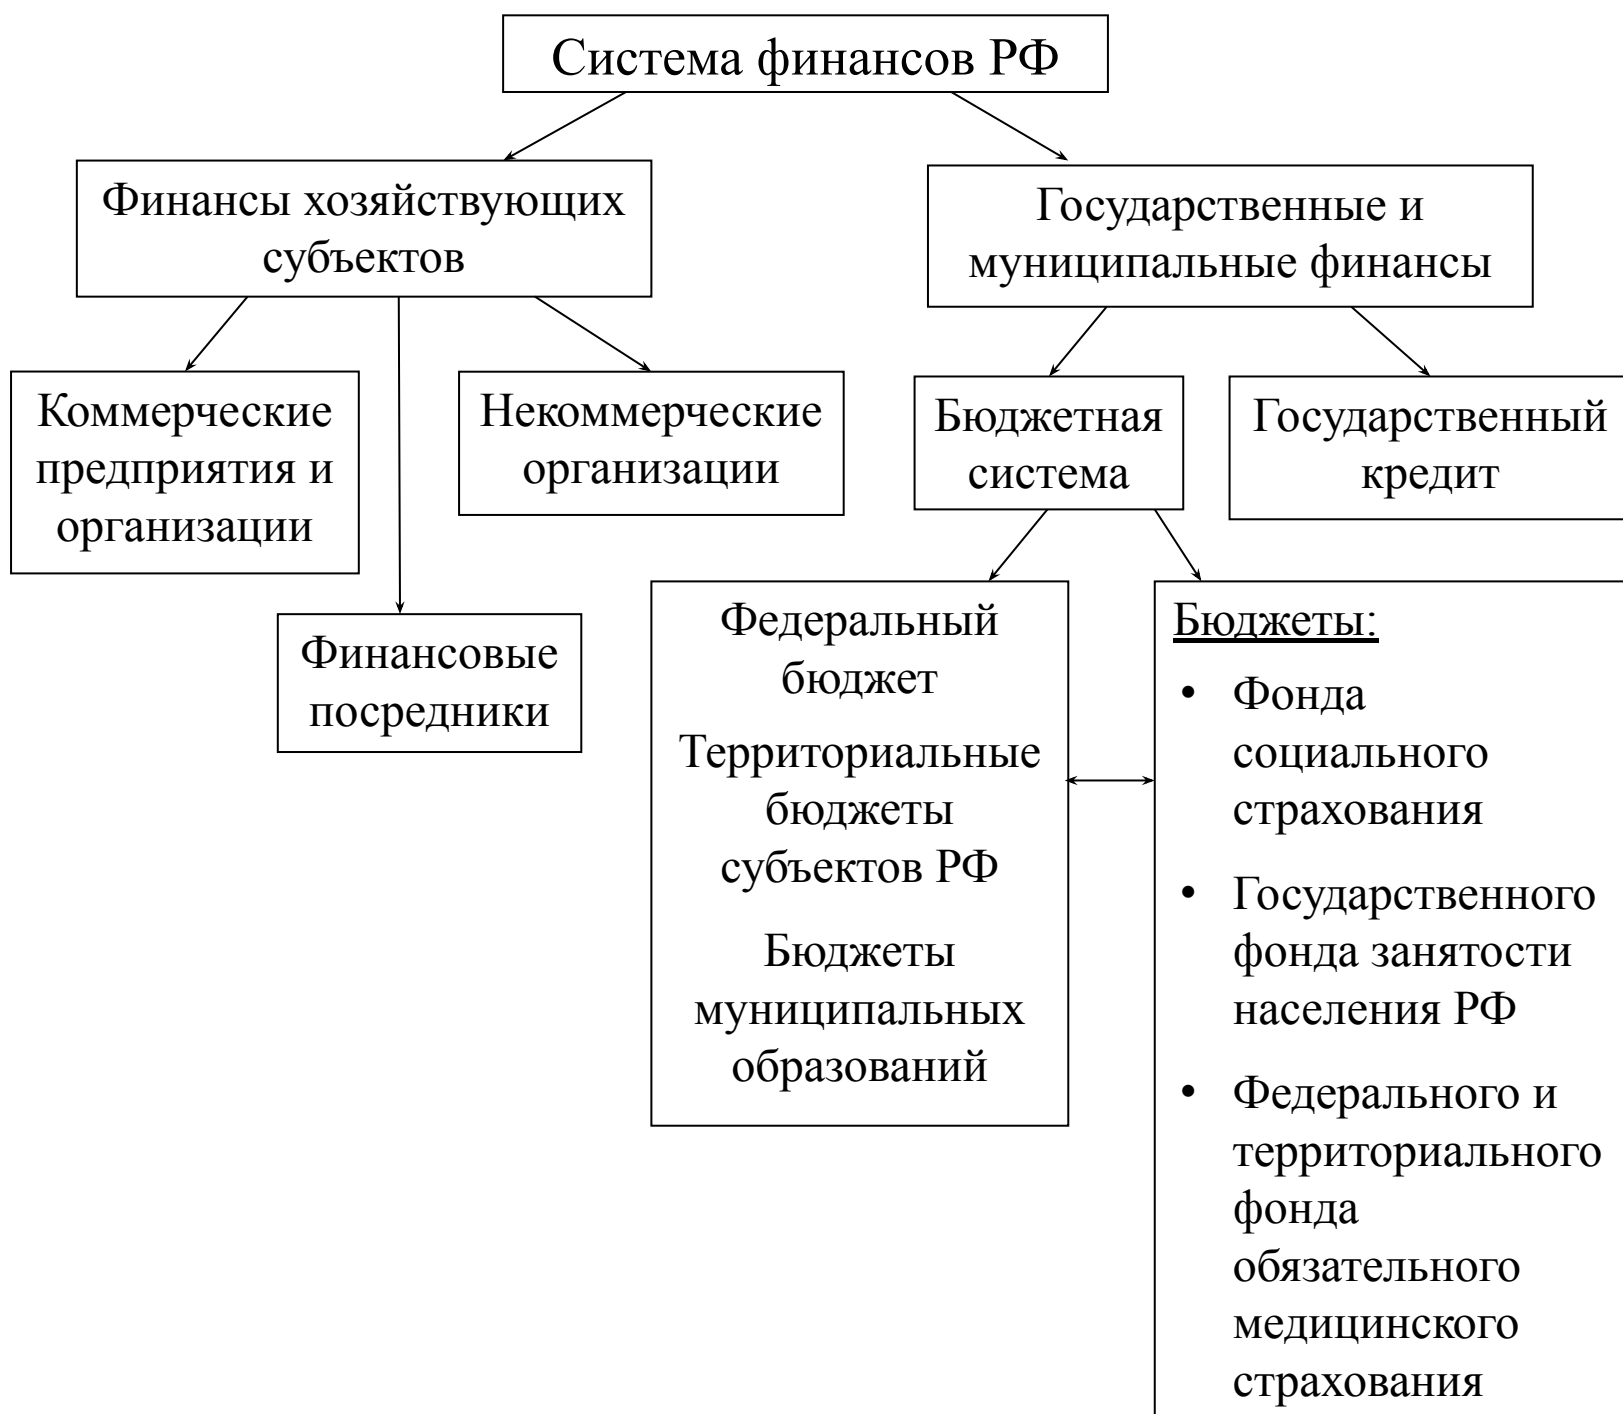 Система финансов РФ
Финансы хозяйствующих
субъектов
Государственные и
муниципальные финансы
Коммерческие
предприятия и
организации
Некоммерческие
организации
Бюджетная
система
Государственный
кредит
Финансовые
посредники
Федеральный
бюджет
Территориальные
бюджеты
субъектов РФ
Бюджеты
муниципальных
образований
Бюджеты:
• Фонда
социального
страхования
• Государственного
фонда занятости
населения РФ
• Федерального и
территориального
фонда
обязательного
медицинского
страхования